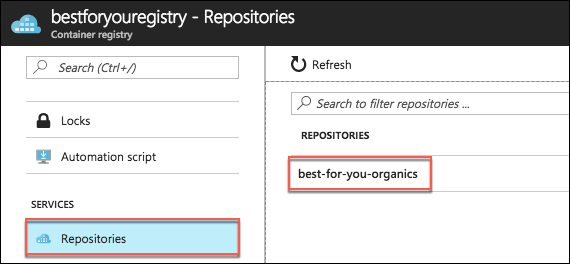 bestforyouregistry - Repositories
Container registry
Search (Ctrl+/)
Locks
Automation script
SERVICES
Repositories
Refresh
Search to filter repositories ...
REPOSITORIES
best-for-you-organics